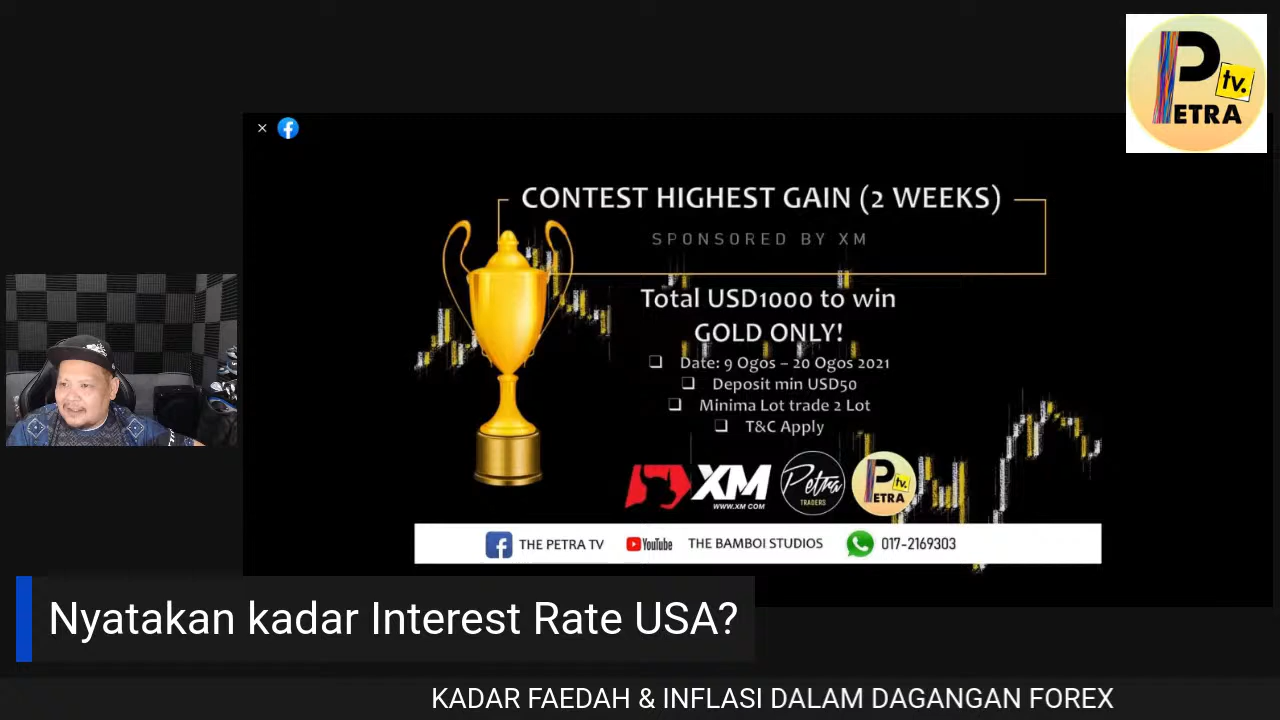 P tv.
ETRA
CONTEST HIGHEST GAIN (2 WEEKS)
SPONSORED BY XM
Total USD1000 to win
GOLD ONLY!
❑ Date: 9 Ogos – 20 Ogos 2021
❑ Deposit min USD50
❑ Minima Lot trade 2 Lot
❑ T&C Apply
XM
WWW.XM.COM
Petra
TRADERS
P tv.
ETRA
THE PETRA TV YouTube THE BAMBOI STUDIOS 017-2169303
Nyatakan kadar Interest Rate USA?
KADAR FAEDAH & INFLASI DALAM DAGANGAN FOREX